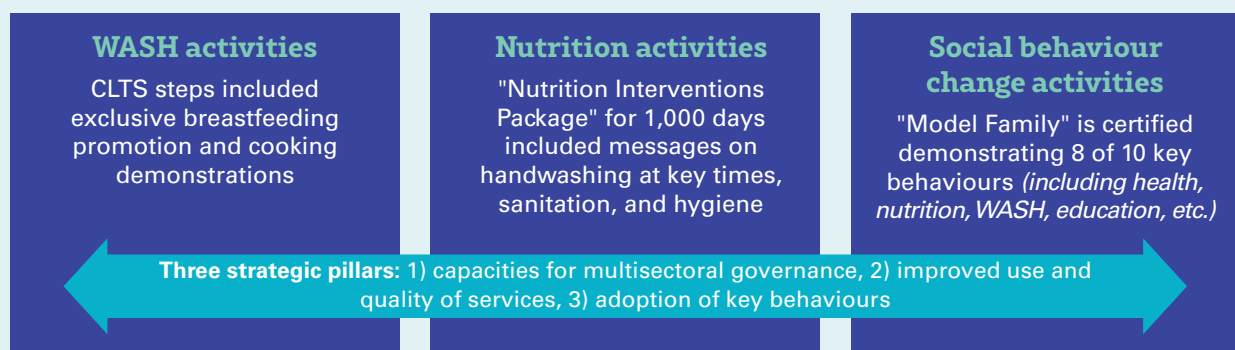 WASH activities
CLTS steps included
exclusive breastfeeding
promotion and cooking
demonstrations
Nutrition activities
"Nutrition Interventions
Package" for 1,000 days
included messages on
handwashing at key times,
sanitation, and hygiene
Social behaviour
change activities
"Model Family" is certified
demonstrating 8 of 10 key
behaviours (including health,
nutrition, WASH, education, etc.)
Three strategic pillars: 1) capacities for multisectoral governance, 2) improved use and
quality of services, 3) adoption of key behaviours